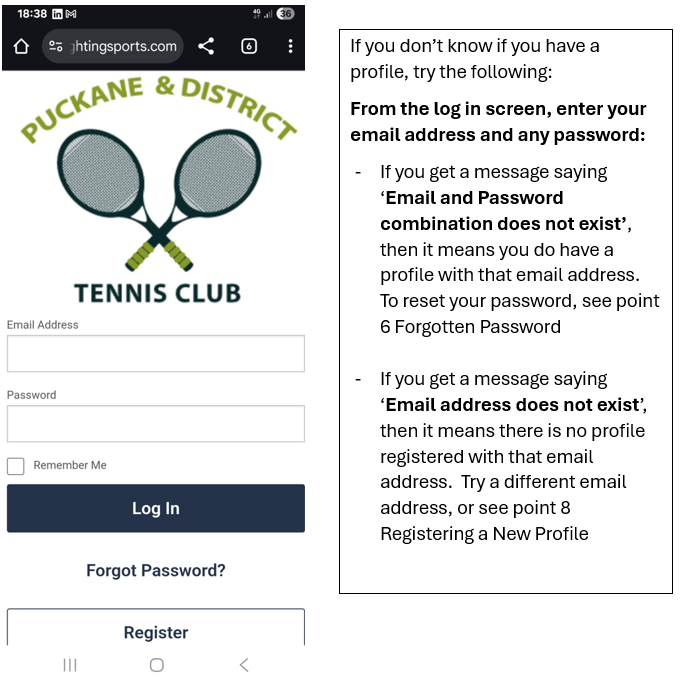 18:38
4G
36
ghtingsports.com
6
PUCKANE & DISTRICT
TENNIS CLUB
Email Address
Password
Remember Me
Log In
Forgot Password?
Register
If you don’t know if you have a
profile, try the following:
From the log in screen, enter your
email address and any password:
- If you get a message saying
‘Email and Password
combination does not exist’,
then it means you do have a
profile with that email address.
To reset your password, see point
6 Forgotten Password
- If you get a message saying
‘Email address does not exist’,
then it means there is no profile
registered with that email
address. Try a different email
address, or see point 8
Registering a New Profile